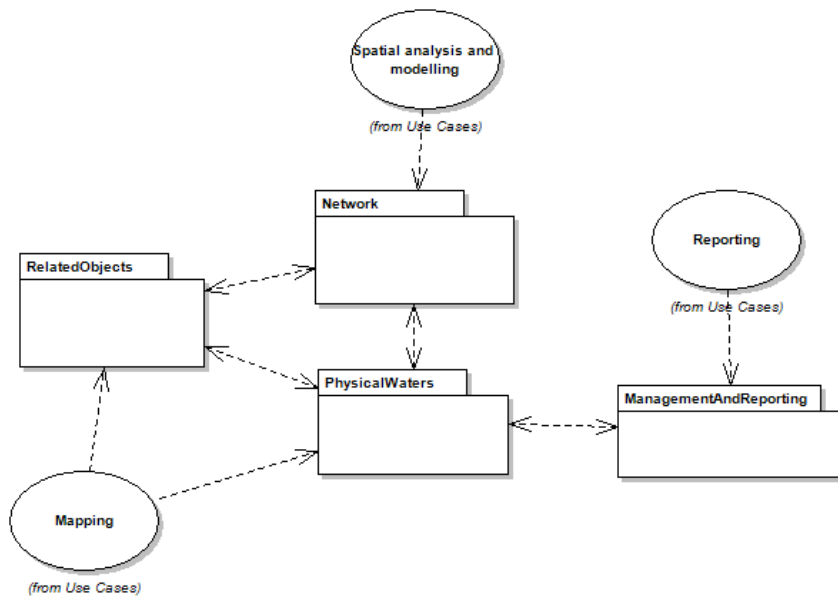 Spatial analysis and
modelling
(from Use Cases)
Network
Reporting
(from Use Cases)
RelatedObjects
PhysicalWaters
ManagementAndReporting
Mapping
(from Use Cases)